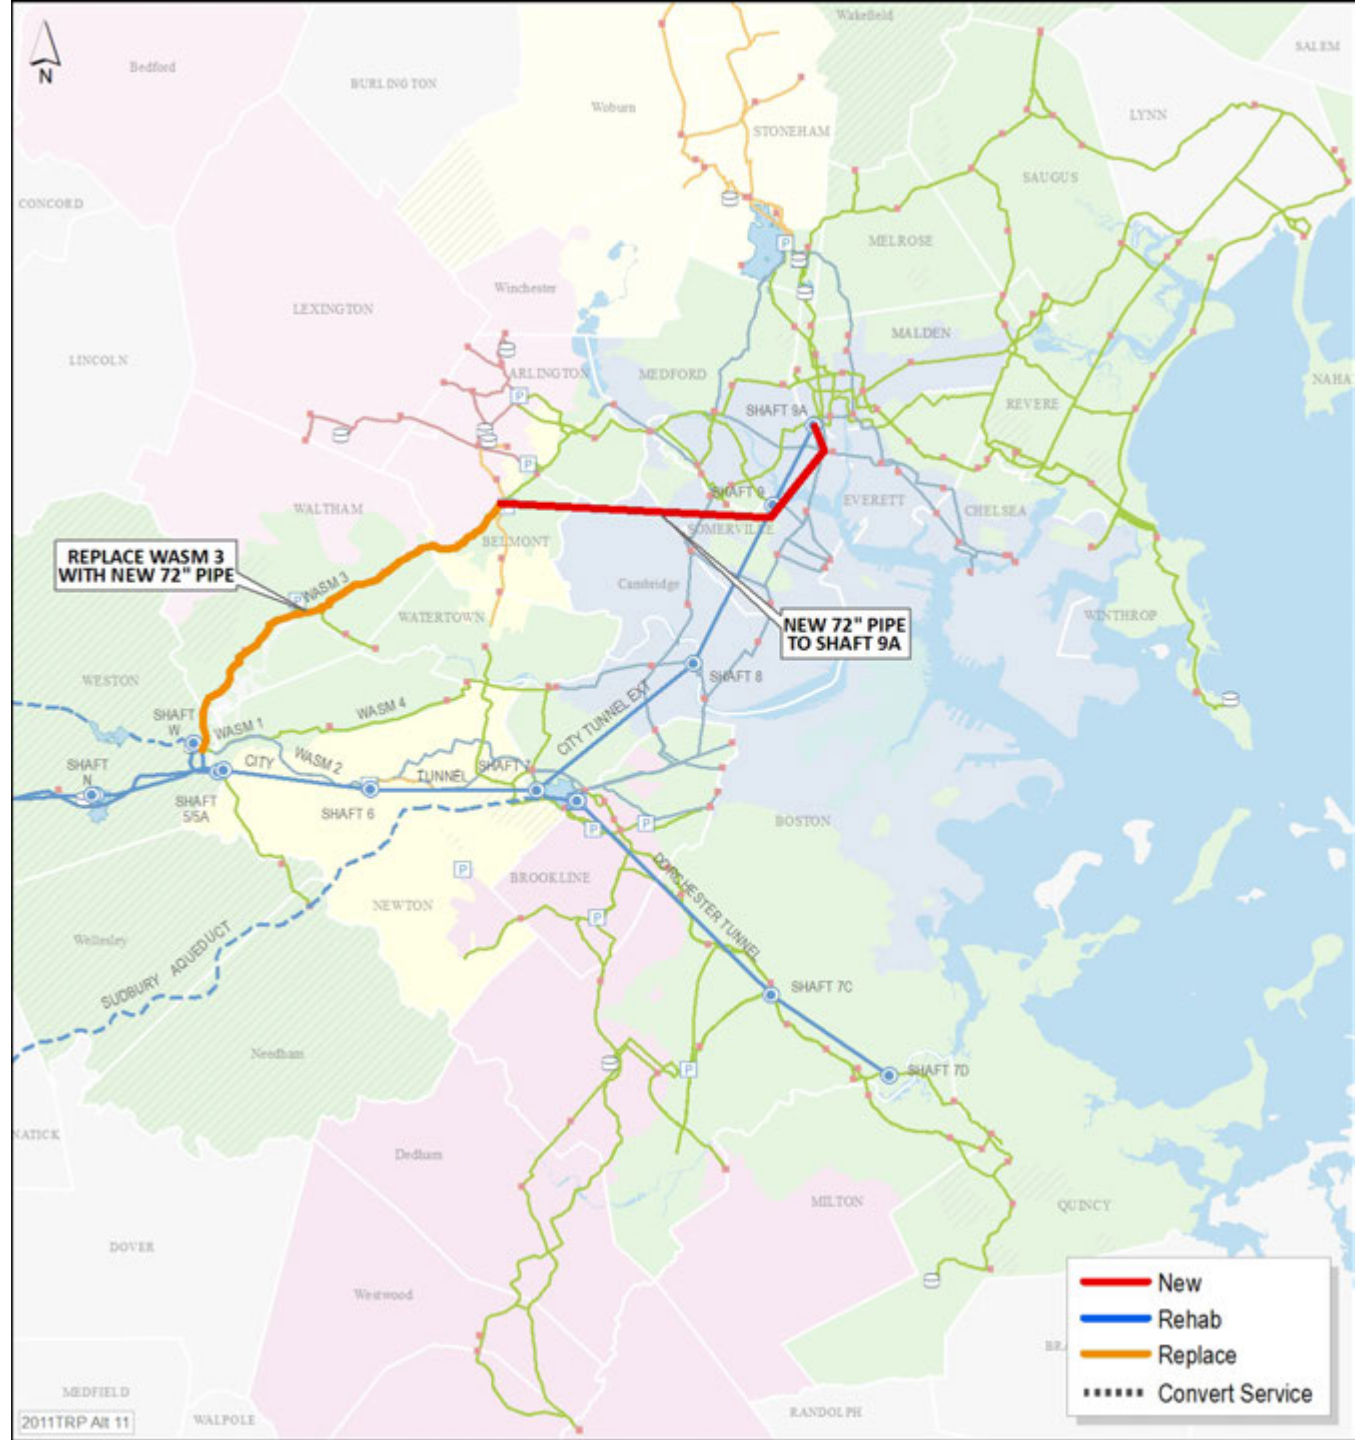 Wakefield
SALEM
N
Bedford
BURLINGTON
Woburn
STONEHAM
LYNN
SAUGUS
CONCORD
MELROSE
P
Winchester
LEXINGTON
MALDEN
LINCOLN
ARLINGTON
MEDFORD
NAHA
P
REVERE
SHAFT 9A
P
SHAFT 9
EVERETT
CHELSEA
WALTHAM
P
SOMERVILLE
BELMONT
REPLACE WASM 3
WITH NEW 72" PIPE
WASM 3
P
Cambridge
WATERTOWN
NEW 72" PIPE
TO SHAFT 9A
WINTHROP
WESTON
SHAFT 8
SHAFT
W
WASM 1
WASM 4
CITY TUNNEL EXT
SHAFT
N
CITY
WASM 2
TUNNEL
SHAFT 7
SHAFT
5/5A
SHAFT 6
P
P
BOSTON
P
BROOKLINE
DORCHESTER TUNNEL
NEWTON
P
Wellesley
SUDBURY AQUEDUCT
SHAFT 7C
Needham
P
SHAFT 7D
NATICK
Dedham
MILTON
QUINCY
DOVER
Westwood
New
Rehab
BRA
Replace
Convert Service
MEDFIELD
WALPOLE
RANDOLPH
2011TRP Alt 11